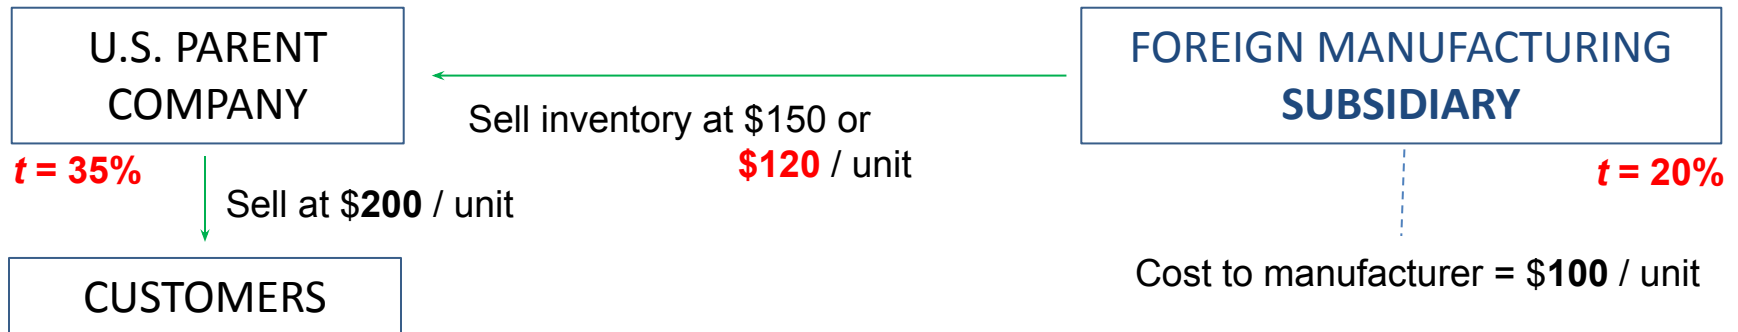 U.S. PARENT
COMPANY
FOREIGN MANUFACTURING
SUBSIDIARY
Sell inventory at $150 or
$120 / unit
t = 35%
t = 20%
Sell at $200 / unit
Cost to manufacturer = $100 / unit
CUSTOMERS